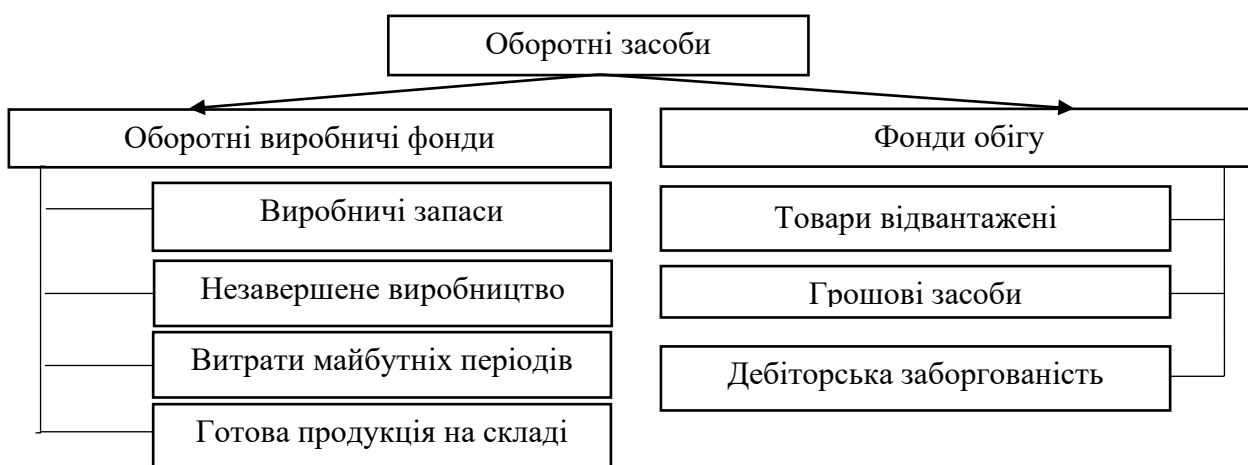 Оборотні засоби
Оборотні виробничі фонди
Фонди обігу
Виробничі запаси
Незавершене виробництво
Витрати майбутніх періодів
Готова продукція на складі
Товари відвантажені
Грошові засоби
Дебіторська заборгованість